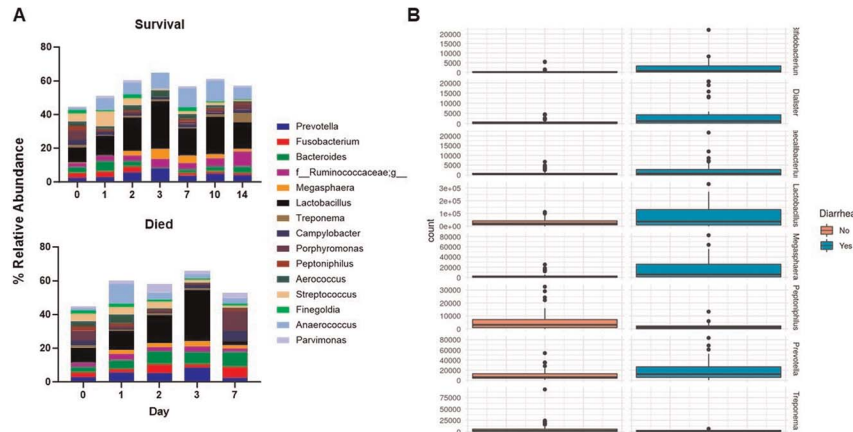 A
Survival
80
60
40
20
0
0 1 2 3 7 10 14
Died
80
60
40
20
0
0 1 2 3 7
Day
% Relative Abundance
Prevotella
Fusobacterium
Bacteroides
f__Ruminococcaceae;g__
Megasphaera
Lactobacillus
Treponema
Campylobacter
Porphyromonas
Peptoniphilus
Aerococcus
Streptococcus
Finegoldia
Anaerococcus
Parvimonas
B
count
20000
15000
10000
5000
0
ifidobacteriun
20000
15000
10000
5000
0
Dialister
20000
15000
10000
5000
0
aecalibacteriur
3e+05
2e+05
1e+05
0e+00
Lactobacillus
80000
60000
40000
20000
0
Megasphaera
30000
20000
10000
0
Peptoniphilus
80000
60000
40000
20000
0
Prevotella
75000
50000
25000
0
Treponema
Diarrhea
No
Yes